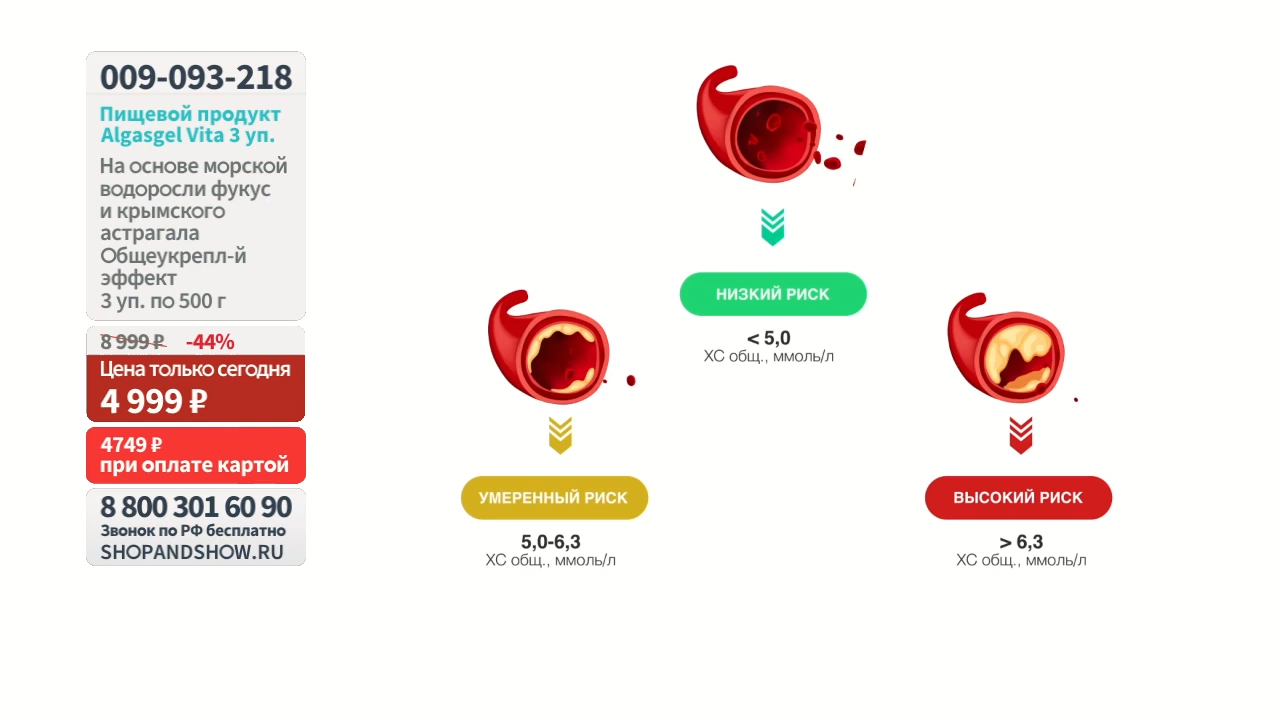 009-093-218
Пищевой продукт
Algasgel Vita 3 уп.
На основе морской
водоросли фукус
и крымского
астрагала
Общеукрепл-й
эффект
3 уп. по 500 г
8 999 ₽ -44%
Цена только сегодня
4 999 ₽
4749 ₽
при оплате картой
8 800 301 60 90
Звонок по РФ бесплатно
SHOPANDSHOW.RU
НИЗКИЙ РИСК
< 5,0
ХС общ., ммоль/л
УМЕРЕННЫЙ РИСК
5,0-6,3
ХС общ., ммоль/л
ВЫСОКИЙ РИСК
> 6,3
ХС общ., ммоль/л